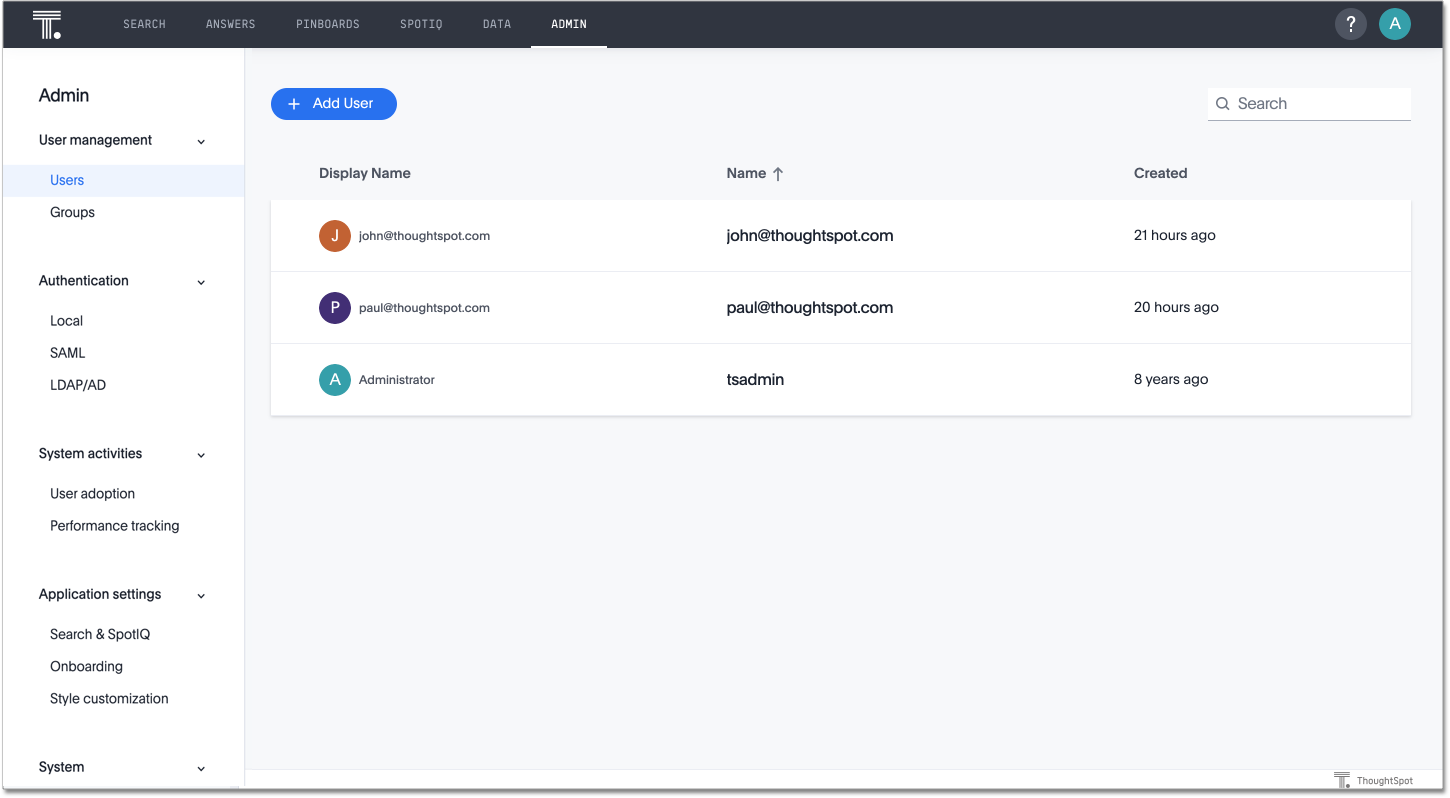 SEARCH ANSWERS PINBOARDS SPOTIQ DATA ADMIN ? A
Admin
User management
Users
Groups
Authentication
Local
SAML
LDAP/AD
System activities
User adoption
Performance tracking
Application settings
Search & SpotIQ
Onboarding
Style customization
System
+ Add User
Search
Display Name Name ↑ Created
J john@thoughtspot.com john@thoughtspot.com 21 hours ago
P paul@thoughtspot.com paul@thoughtspot.com 20 hours ago
A Administrator tsadmin 8 years ago
ThoughtSpot